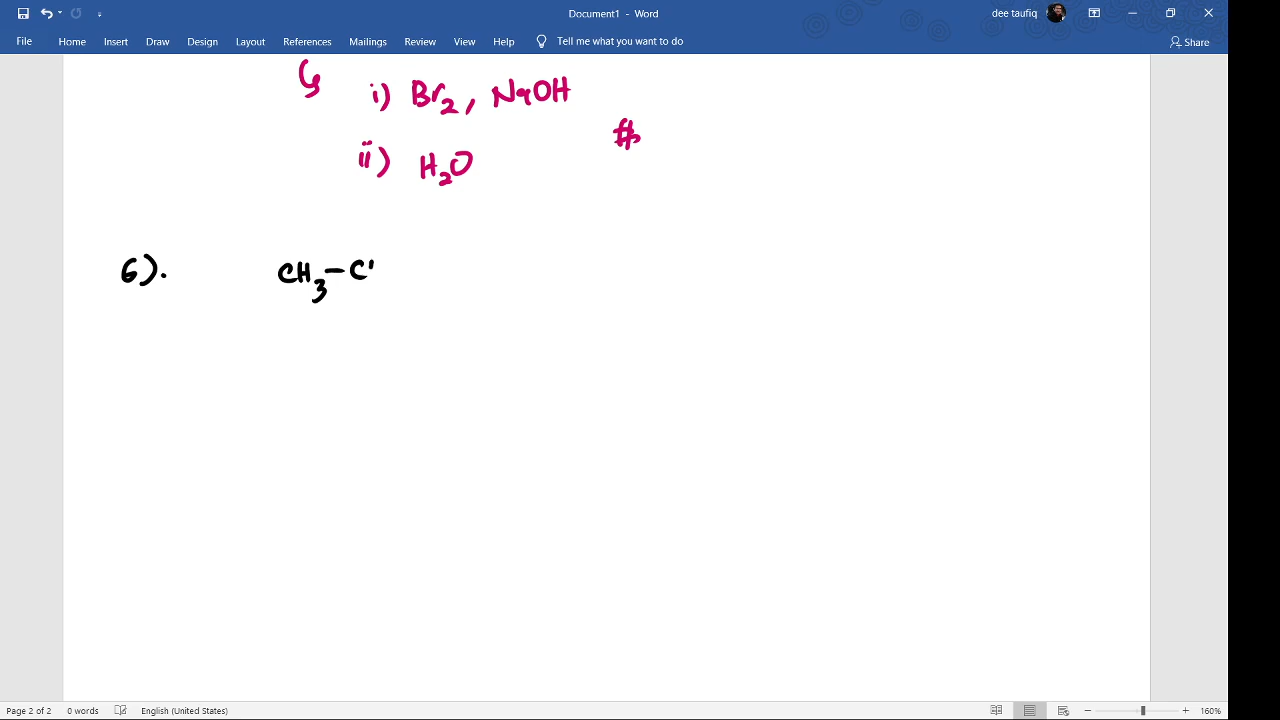 Document1 - Word
dee taufiq
File Home Insert Draw Design Layout References Mailings Review View Help Tell me what you want to do
Share
i) Br2, NaOH
#
ii) H2O
6). CH3-C
Page 2 of 2 0 words English (United States) 160%